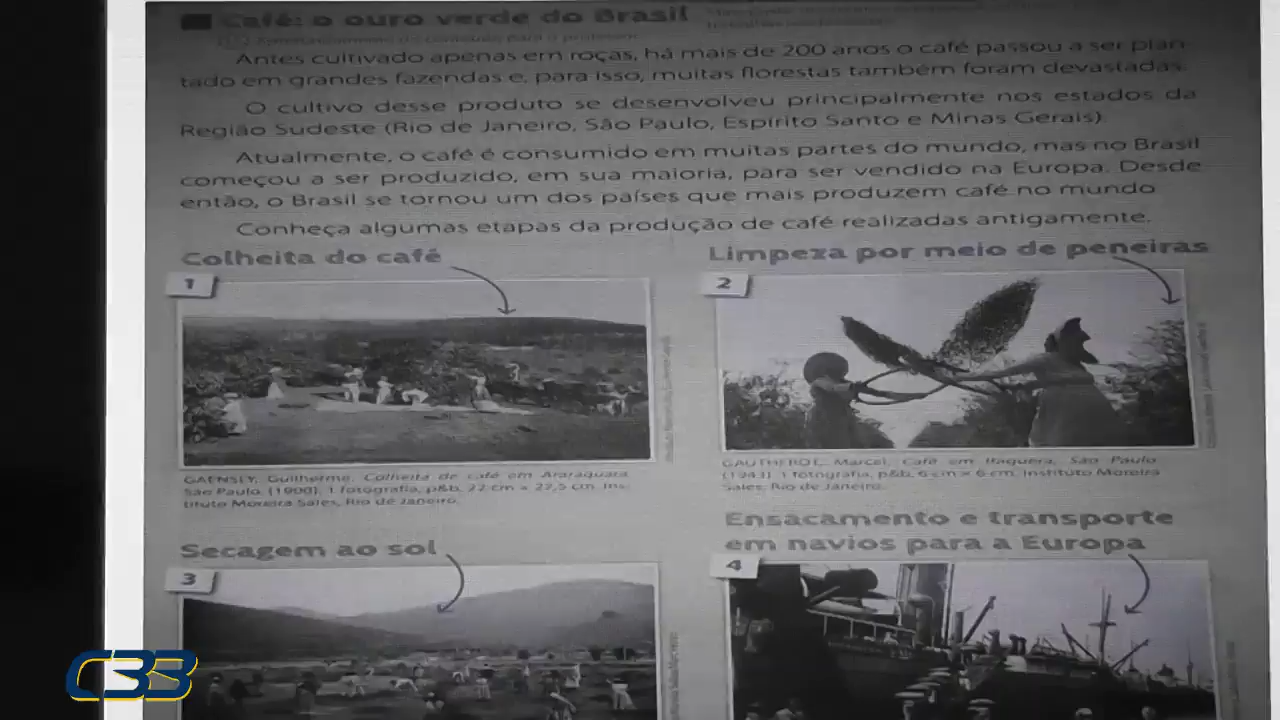 Café: o ouro verde do Brasil
Antes cultivado apenas em roças, há mais de 200 anos o café passou a ser plan-
tado em grandes fazendas e, para isso, muitas florestas também foram devastadas.
O cultivo desse produto se desenvolveu principalmente nos estados da
Região Sudeste (Rio de Janeiro, São Paulo, Espírito Santo e Minas Gerais).
Atualmente, o café é consumido em muitas partes do mundo, mas no Brasil
começou a ser produzido, em sua maioria, para ser vendido na Europa. Desde
então, o Brasil se tornou um dos países que mais produzem café no mundo
Conheça algumas etapas da produção de café realizadas antigamente.
Colheita do café
1
GAENSLY, Guilherme. Colheita de café em Araraquara
São Paulo. (1900). 1 fotografia, p&b, 22 cm × 27,5 cm. Ins-
tituto Moreira Sales, Rio de Janeiro.
Limpeza por meio de peneiras
2
GAUTHEROT, Marcel. Café em Itaquera, São Paulo
(1943) 1 fotografia, p&b, 6 cm × 6 cm. Instituto Moreira
Sales, Rio de Janeiro.
Secagem ao sol
3
Ensacamento e transporte
em navios para a Europa
4
CBB